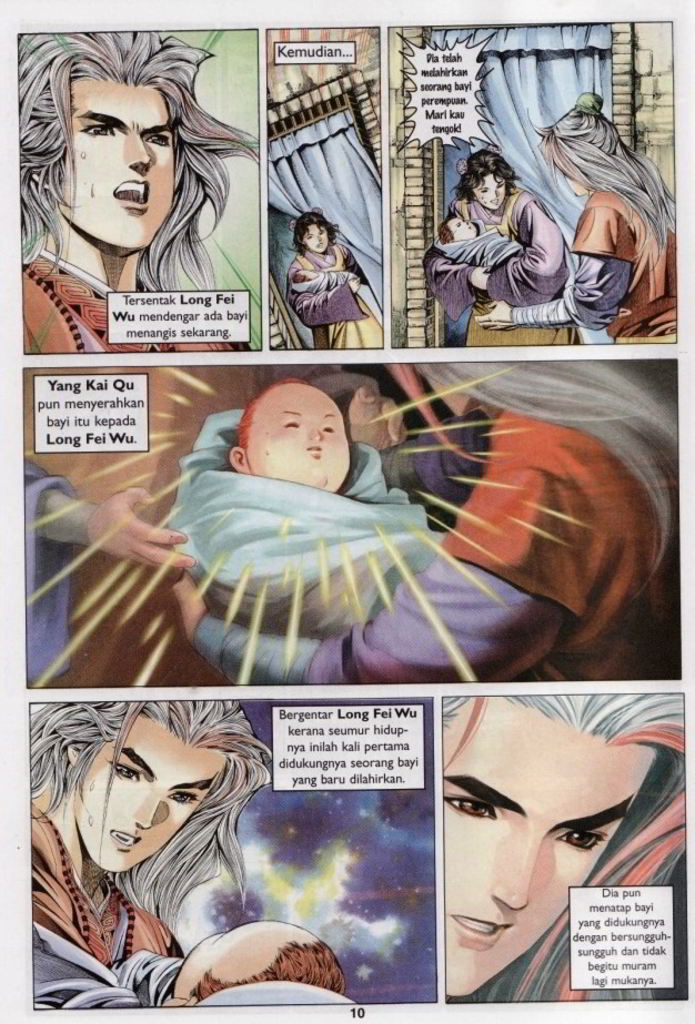 Tersentak Long Fei
Wu mendengar ada bayi
menangis sekarang.
Kemudian...
Dia telah
melahirkan
seorang bayi
perempuan.
Mari kau
tengok!
Yang Kai Qu
pun menyerahkan
bayi itu kepada
Long Fei Wu.
Bergentar Long Fei Wu
kerana seumur hidup-
nya inilah kali pertama
didukungnya seorang bayi
yang baru dilahirkan.
Dia pun
menatap bayi
yang didukungnya
dengan bersungguh-
sungguh dan tidak
begitu muram
lagi mukanya.
10